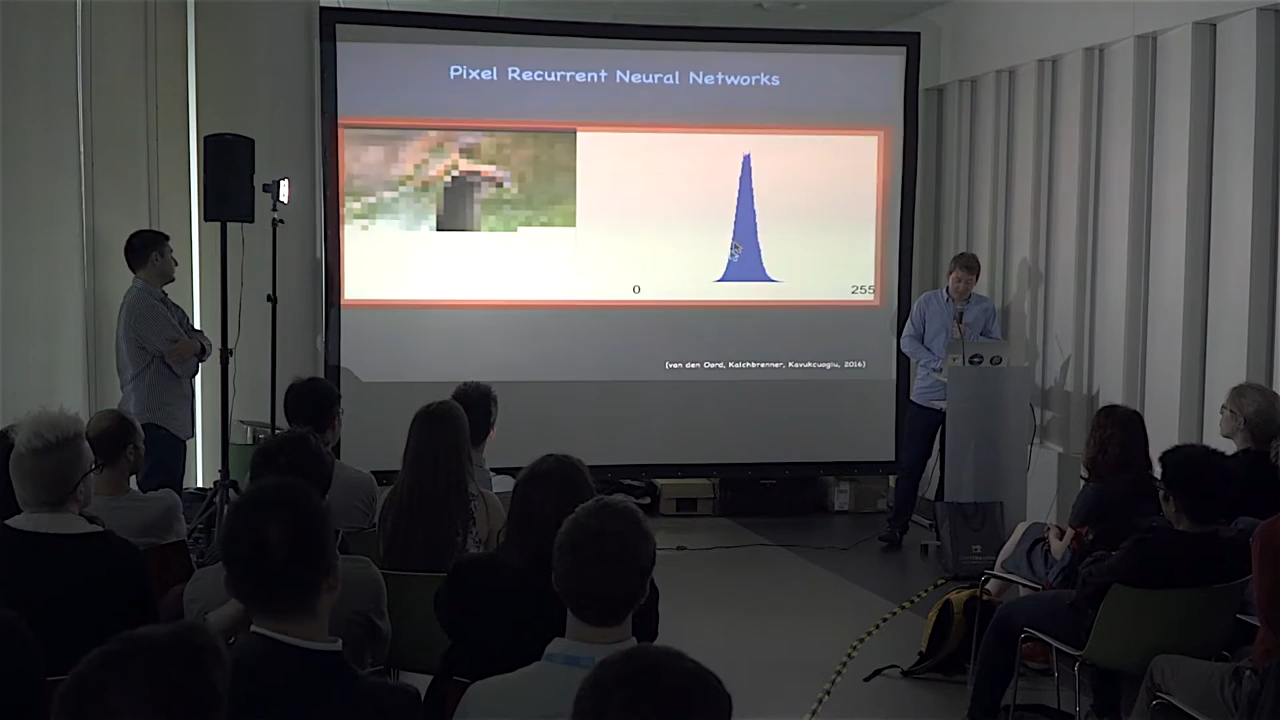 Pixel Recurrent Neural Networks
0
255
(van den Oord, Kalchbrenner, Kavukcuoglu, 2016)